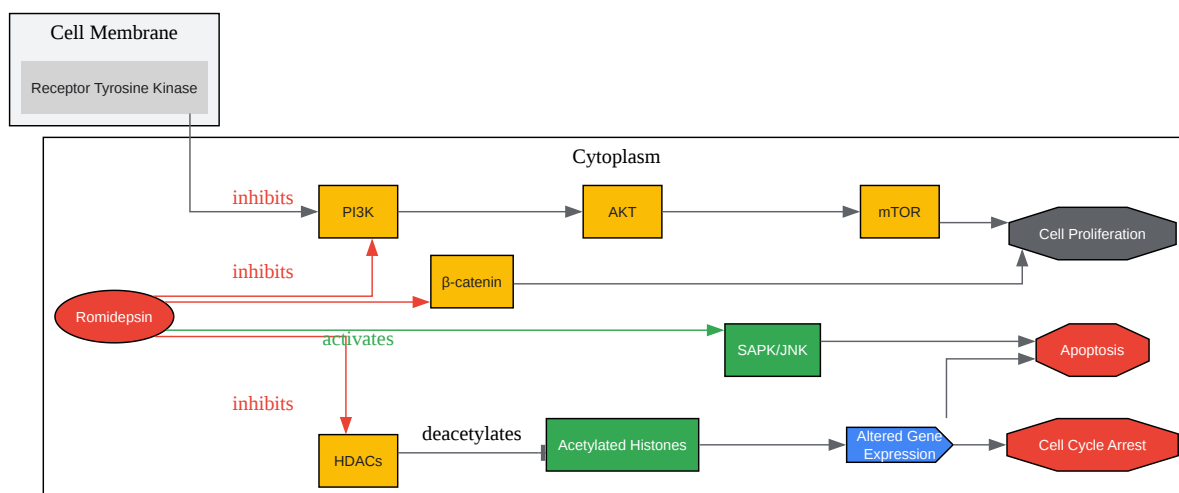 Cell Membrane
Receptor Tyrosine Kinase
Cytoplasm
inhibits
PI3K
AKT
mTOR
Cell Proliferation
inhibits
β-catenin
Romidepsin
activates
SAPK/JNK
Apoptosis
inhibits
HDACs
deacetylates
Acetylated Histones
Altered Gene
Expression
Cell Cycle Arrest